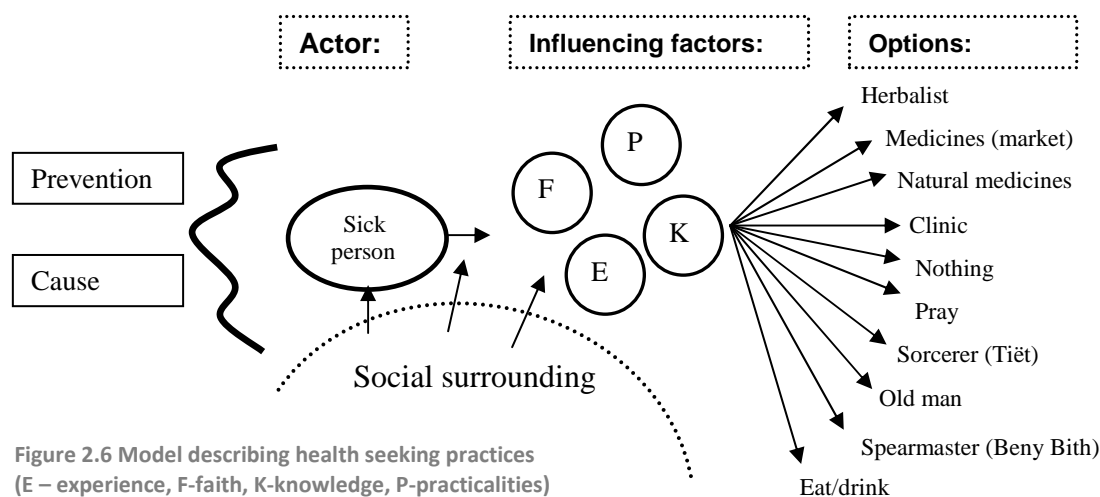 Actor:
Influencing factors:
Options:
Prevention
Cause
Sick
person
F
P
E
K
Social surrounding
Herbalist
Medicines (market)
Natural medicines
Clinic
Nothing
Pray
Sorcerer (Tiët)
Old man
Spearmaster (Beny Bith)
Eat/drink
Figure 2.6 Model describing health seeking practices
(E – experience, F-faith, K-knowledge, P-practicalities)